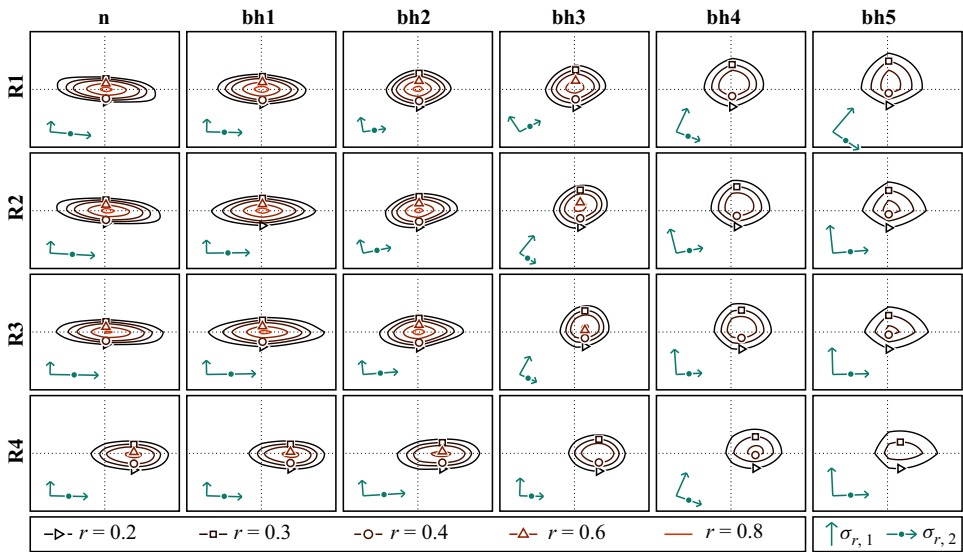 n bh1 bh2 bh3 bh4 bh5
R1
R2
R3
R4
r = 0.2 r = 0.3 r = 0.4 r = 0.6 r = 0.8 σr, 1 σr, 2